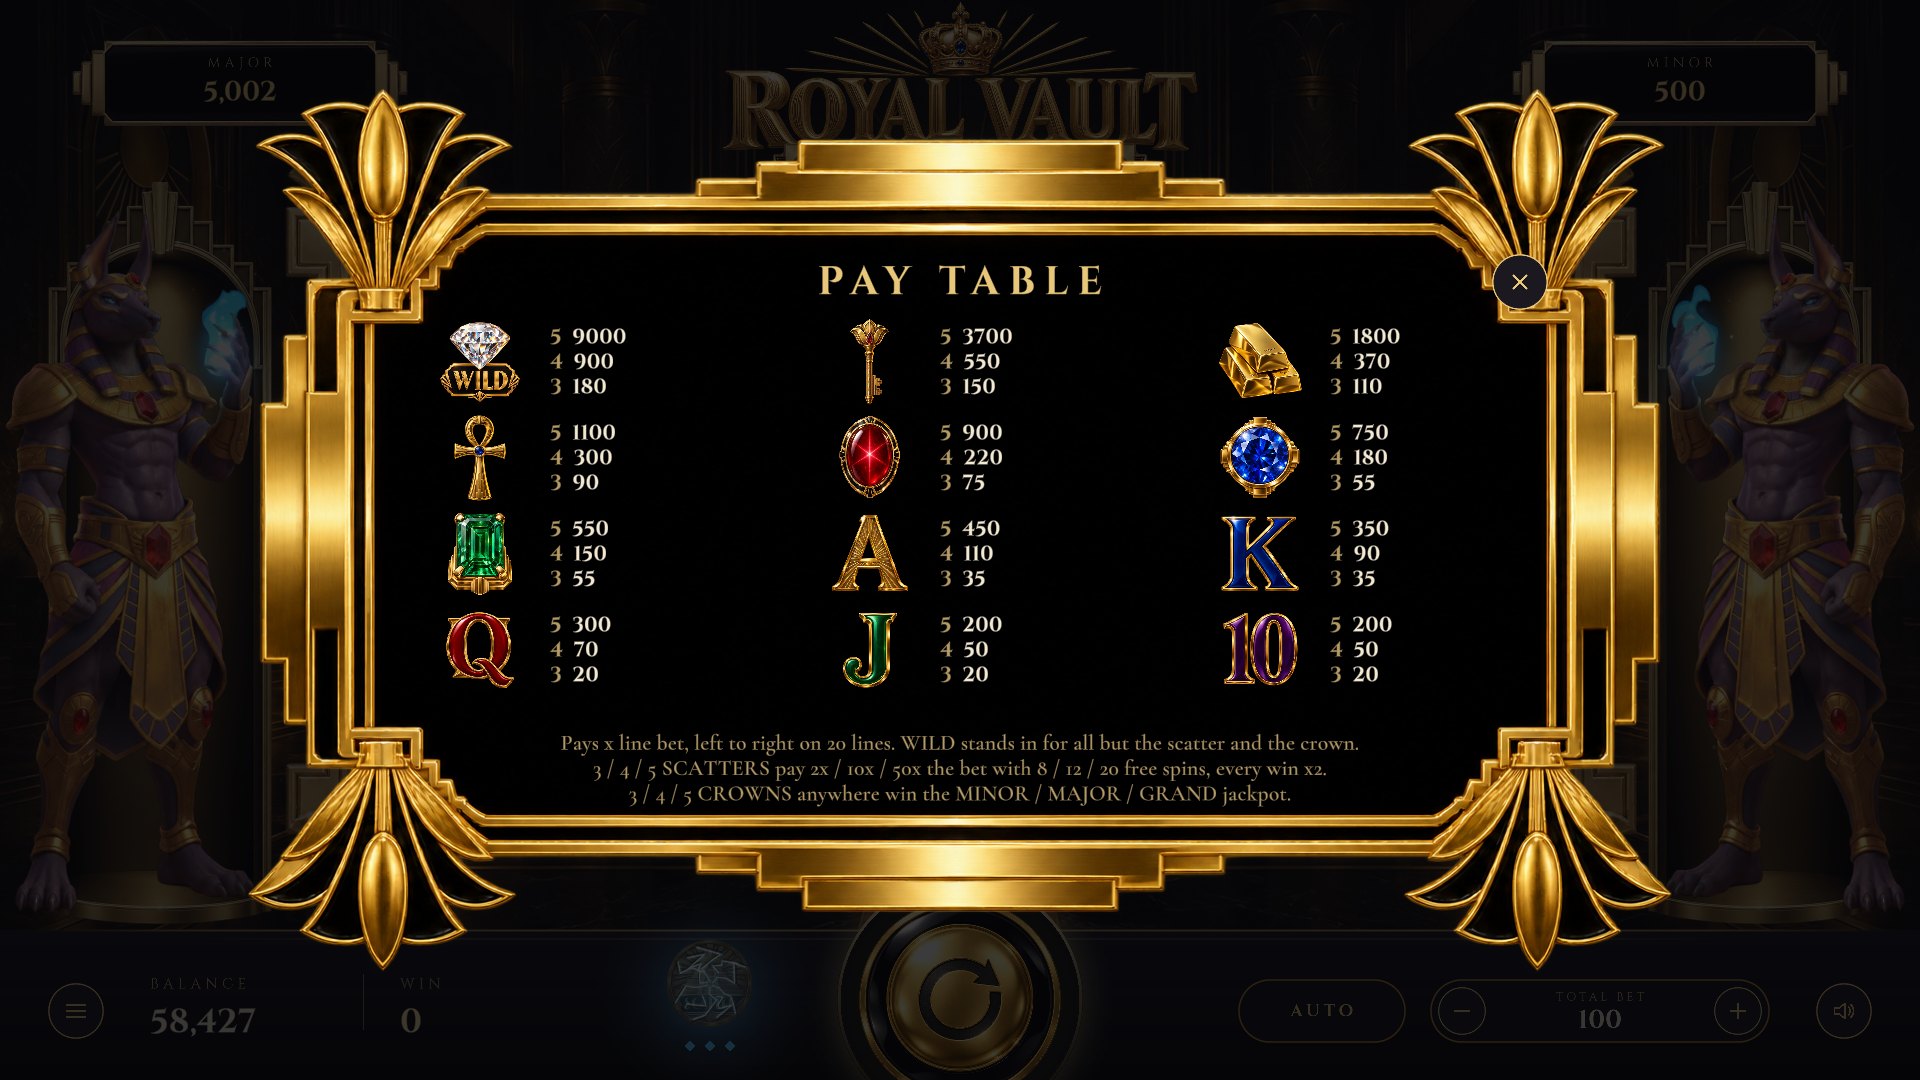 MAJOR
5,002
ROYAL VAULT
MINOR
500
PAY TABLE
WILD
5 9000
4 900
3 180
5 3700
4 550
3 150
5 1800
4 370
3 110
5 1100
4 300
3 90
5 900
4 220
3 75
5 750
4 180
3 55
5 550
4 150
3 55
A
5 450
4 110
3 35
K
5 350
4 90
3 35
Q
5 300
4 70
3 20
J
5 200
4 50
3 20
10
5 200
4 50
3 20
Pays x line bet, left to right on 20 lines. WILD stands in for all but the scatter and the crown.
3 / 4 / 5 SCATTERS pay 2x / 10x / 50x the bet with 8 / 12 / 20 free spins, every win x2.
3 / 4 / 5 CROWNS anywhere win the MINOR / MAJOR / GRAND jackpot.
BALANCE
58,427
WIN
0
AUTO
TOTAL BET
100